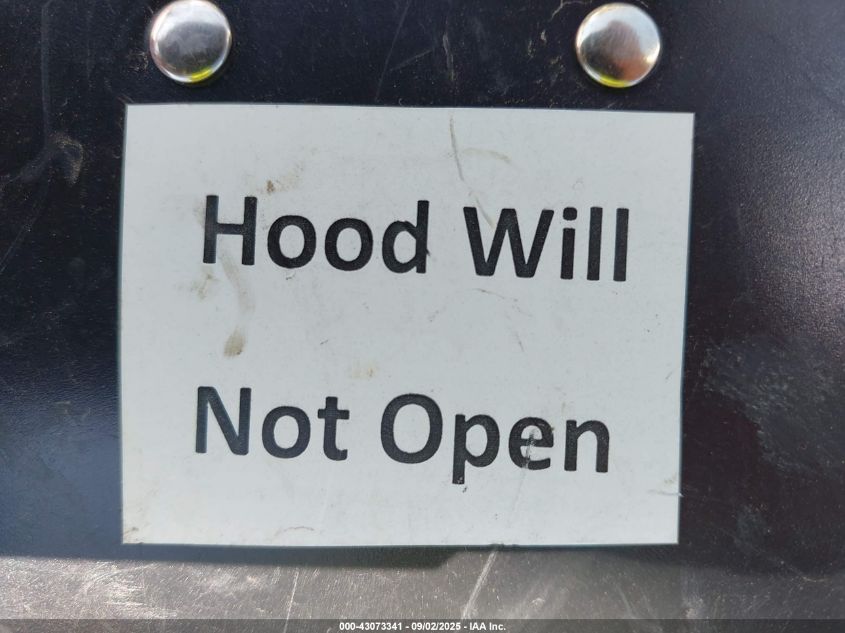 Hood Will
Not Open
000-43073341 - 09/02/2025 - IAA Inc.